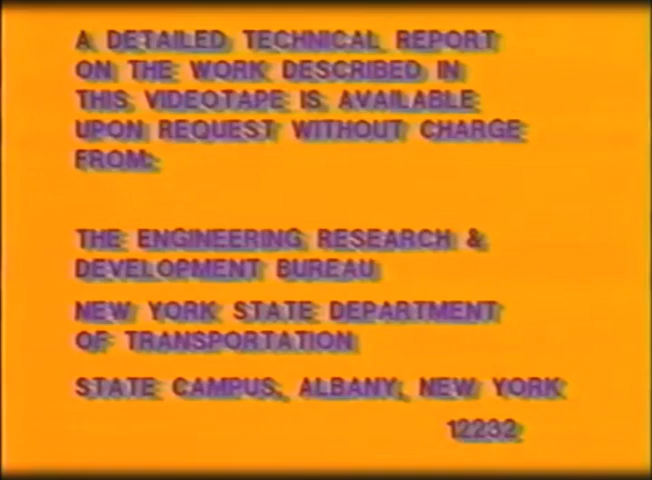 A DETAILED TECHNICAL REPORT
ON THE WORK DESCRIBED IN
THIS VIDEOTAPE IS AVAILABLE
UPON REQUEST WITHOUT CHARGE
FROM:
THE ENGINEERING RESEARCH &
DEVELOPMENT BUREAU
NEW YORK STATE DEPARTMENT
OF TRANSPORTATION
STATE CAMPUS, ALBANY, NEW YORK
12232